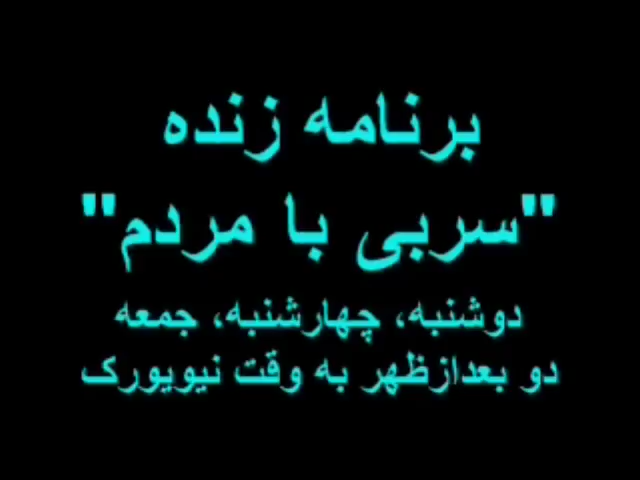 برنامه زنده
"سربی با مردم"
دوشنبه، چهارشنبه، جمعه
دو بعدازظهر به وقت نیویورک